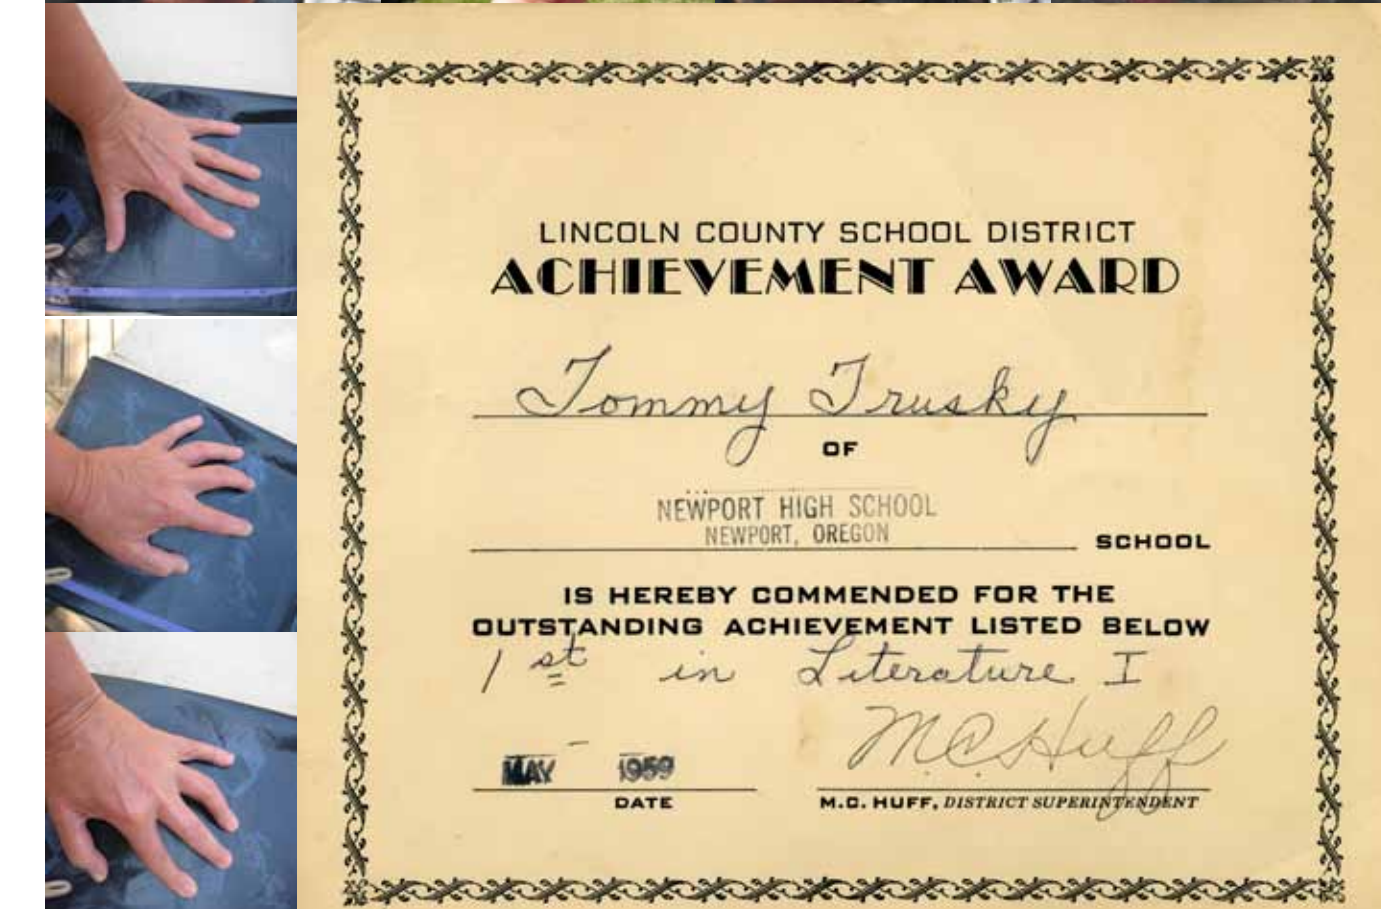 LINCOLN COUNTY SCHOOL DISTRICT
ACHIEVEMENT AWARD
Tommy Trusky
OF
NEWPORT HIGH SCHOOL
NEWPORT, OREGON
SCHOOL
IS HEREBY COMMENDED FOR THE
OUTSTANDING ACHIEVEMENT LISTED BELOW
1st in Literature I
M C Huff
MAY 1959
DATE
M.C. HUFF, DISTRICT SUPERINTENDENT